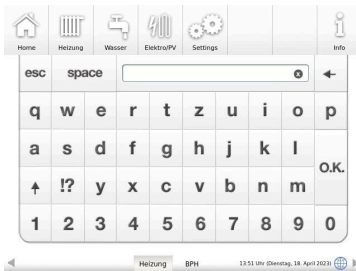 Home Heizung Wasser Elektro/PV Settings Info
esc space
q w e r t z u i o p
a s d f g h j k l O.K.
!? y x c v b n m
1 2 3 4 5 6 7 8 9 0
Heizung BPH 13:51 Uhr (Dienstag, 18. April 2023)